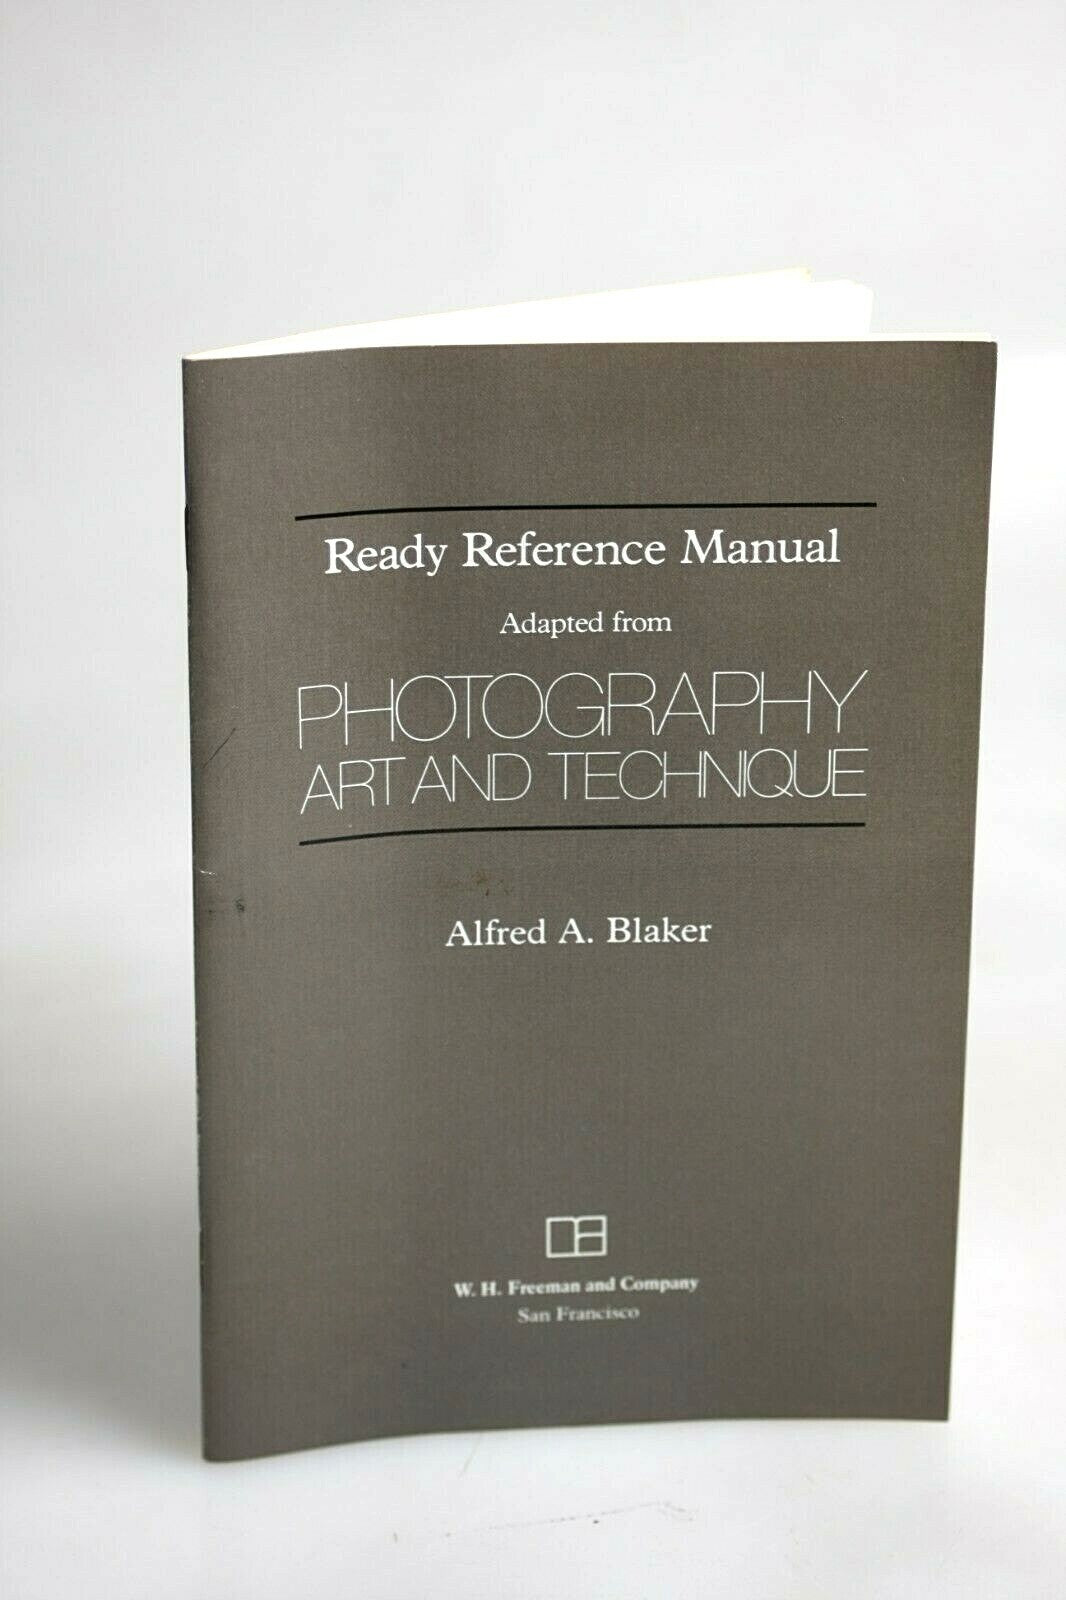 Ready Reference Manual
Adapted from
PHOTOGRAPHY
ART AND TECHNIQUE
Alfred A. Blaker
W. H. Freeman and Company
San Francisco